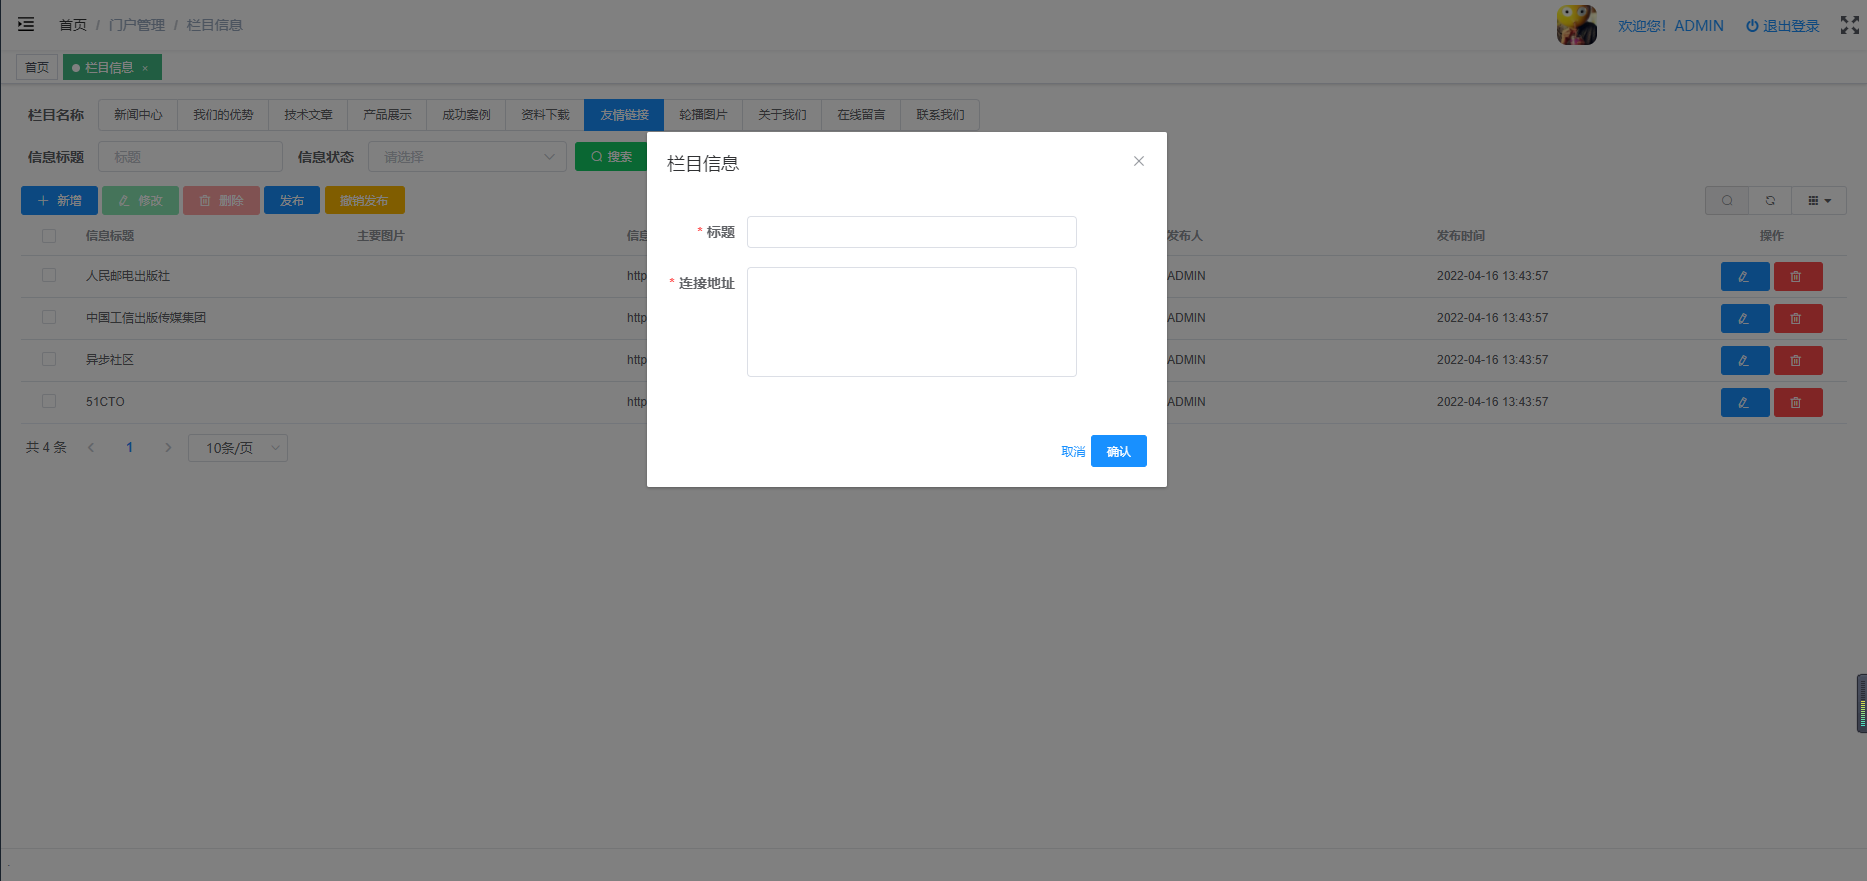 首页 / 门户管理 / 栏目信息
欢迎您! ADMIN 退出登录
首页 栏目信息 ×
栏目名称 新闻中心 我们的优势 技术文章 产品展示 成功案例 资料下载 友情链接 轮播图片 关于我们 在线留言 联系我们
信息标题 标题 信息状态 请选择 搜索
新增 修改 删除 发布 撤销发布
信息标题 主要图片 信息 发布人 发布时间 操作
人民邮电出版社 http ADMIN 2022-04-16 13:43:57
中国工信出版传媒集团 http ADMIN 2022-04-16 13:43:57
异步社区 http ADMIN 2022-04-16 13:43:57
51CTO http ADMIN 2022-04-16 13:43:57
共 4 条 1 10条/页
栏目信息
* 标题
* 连接地址
取消 确认